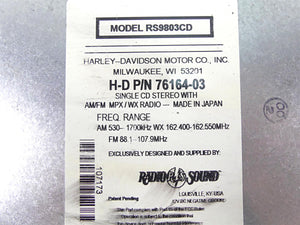 MODEL RS9803CD
HARLEY–DAVIDSON MOTOR CO., INC.
MILWAUKEE, WI 53201
H-D P/N 76164-03
SINGLE CD STEREO WITH
AM/FM MPX / WX RADIO — MADE IN JAPAN
FREQ. RANGE
AM 530– 1700kHz WX 162.400-162.550MHz
FM 88.1– 107.9MHz
EXCLUSIVELY DESIGNED AND SUPPLIED BY:
RADIO SOUND
LOUISVILLE, KY. USA
Patent Pending
107173